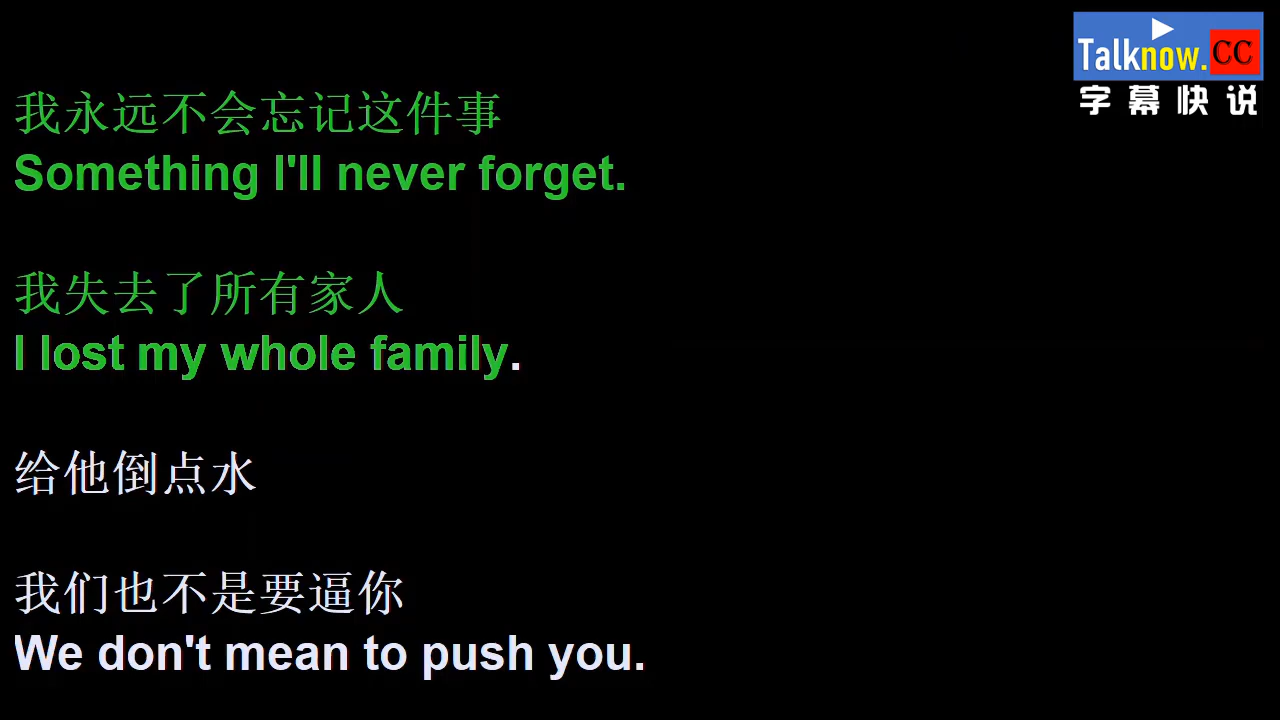 Talknow.CC
字幕快说
我永远不会忘记这件事
Something I'll never forget.
我失去了所有家人
I lost my whole family.
给他倒点水
我们也不是要逼你
We don't mean to push you.